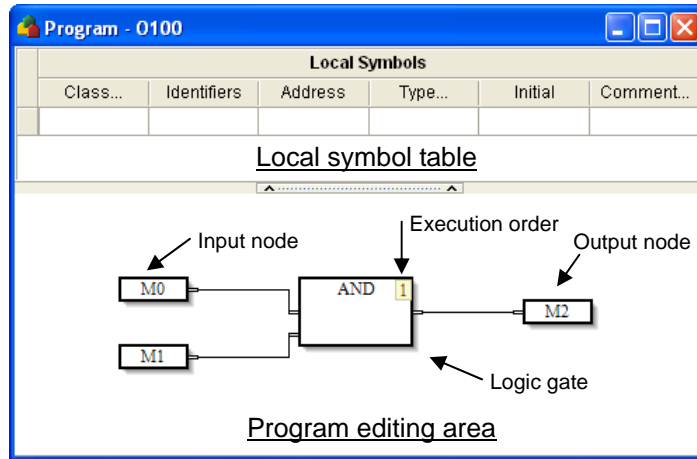 Program - O100
Local Symbols
Class... Identifiers Address Type... Initial Comment...
Local symbol table
Execution order
Input node
Output node
M0
AND 1
M2
M1
Logic gate
Program editing area